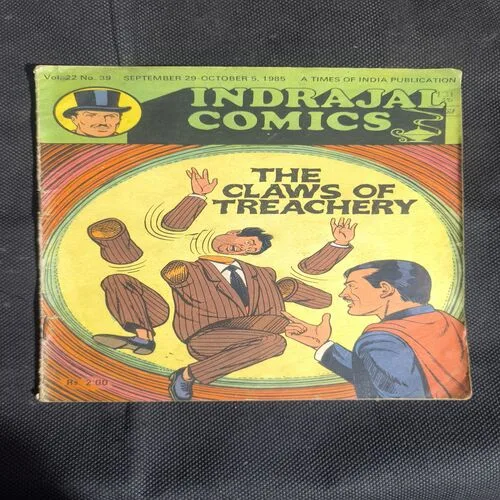 Vol. 22 No. 39 SEPTEMBER 29-OCTOBER 5, 1985 A TIMES OF INDIA PUBLICATION
INDRAJAL
COMICS
THE
CLAWS OF
TREACHERY
Rs 2.00